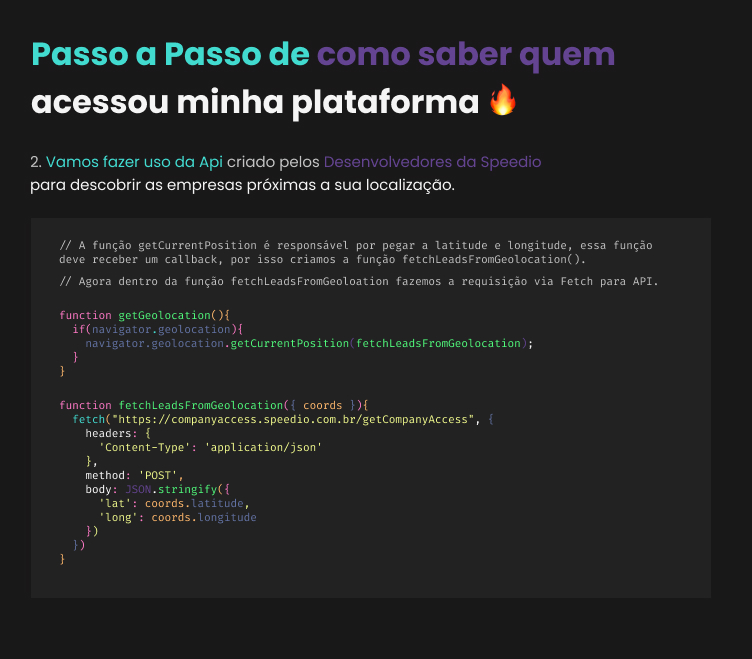 Passo a Passo de como saber quem
acessou minha plataforma 🔥
2. Vamos fazer uso da Api criado pelos Desenvolvedores da Speedio
para descobrir as empresas próximas a sua localização.
// A função getCurrentPosition é responsável por pegar a latitude e longitude, essa função
deve receber um callback, por isso criamos a função fetchLeadsFromGeolocation().
// Agora dentro da função fetchLeadsFromGeoloation fazemos a requisição via Fetch para API.
function getGeolocation(){
  if(navigator.geolocation){
    navigator.geolocation.getCurrentPosition(fetchLeadsFromGeolocation);
  }
}
function fetchLeadsFromGeolocation({ coords }){
  fetch("https://companyaccess.speedio.com.br/getCompanyAccess", {
    headers: {
      'Content-Type': 'application/json'
    },
    method: 'POST',
    body: JSON.stringify({
      'lat': coords.latitude,
      'long': coords.longitude
    })
  })
}